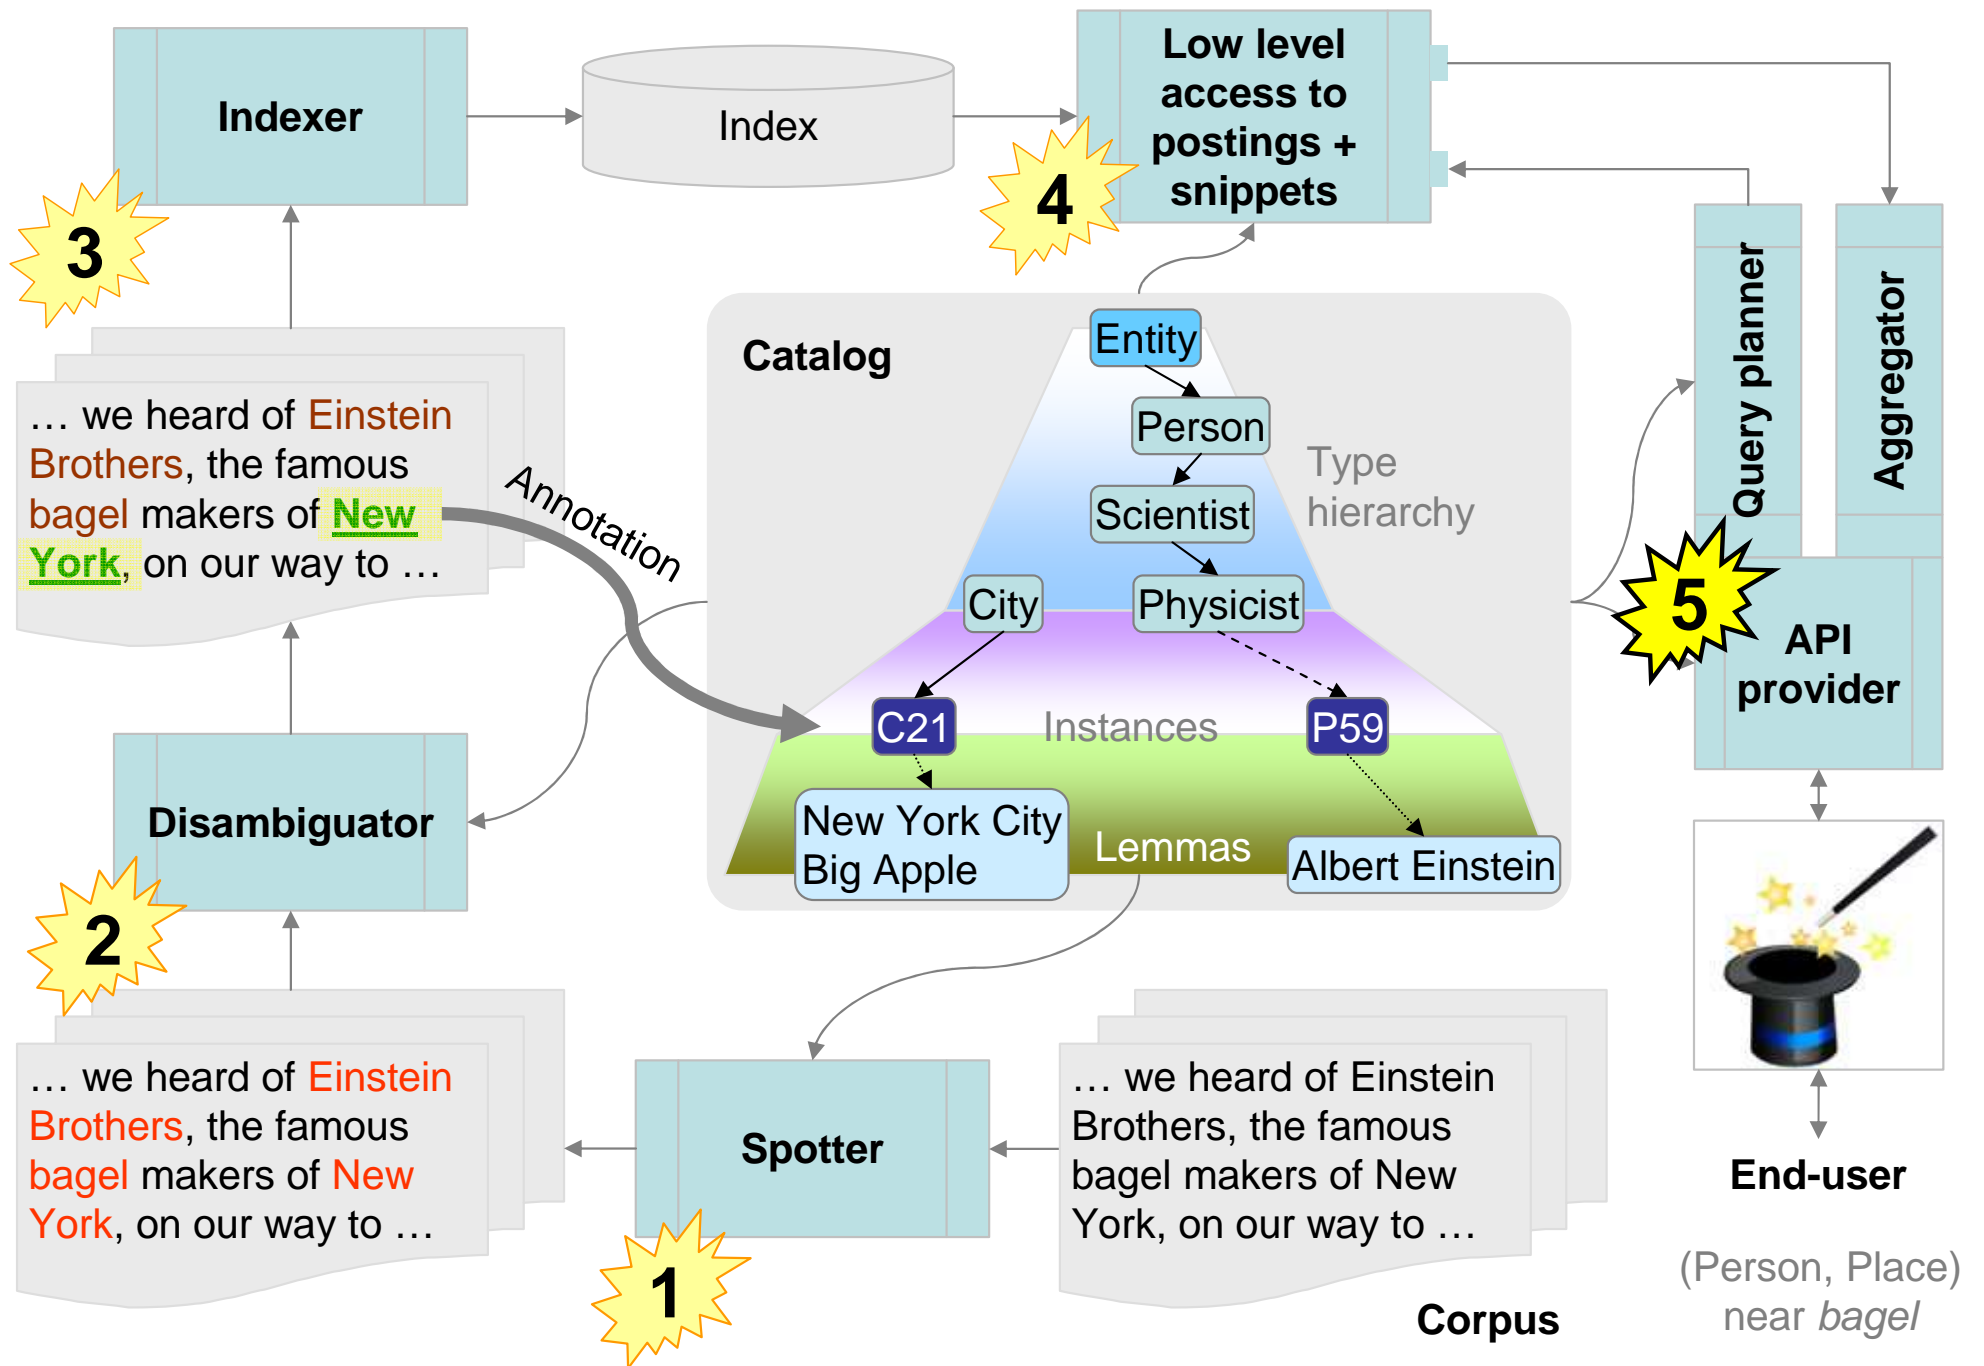 Indexer
Index
Low level
access to
postings +
snippets
3
4
Catalog
Entity
Person
Scientist
Physicist
City
Type
hierarchy
C21
Instances
P59
New York City
Big Apple
Lemmas
Albert Einstein
Query planner
Aggregator
5
API
provider
… we heard of Einstein
Brothers, the famous
bagel makers of New
York, on our way to …
Annotation
Disambiguator
2
… we heard of Einstein
Brothers, the famous
bagel makers of New
York, on our way to …
Spotter
1
… we heard of Einstein
Brothers, the famous
bagel makers of New
York, on our way to …
Corpus
End-user
(Person, Place)
near bagel